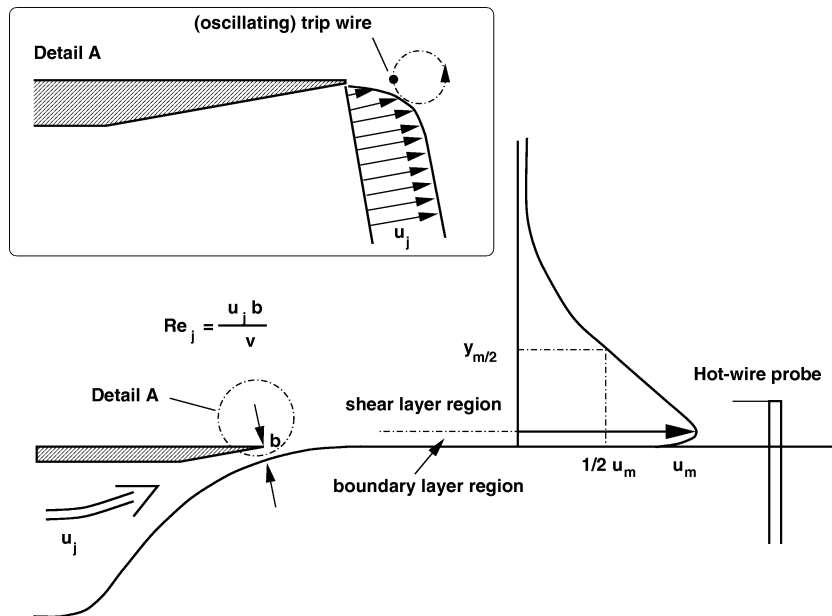 (oscillating) trip wire
Detail A
u_j
Re_j = u_j b / v
y_m/2
Hot-wire probe
Detail A
shear layer region
b
1/2 u_m
u_m
boundary layer region
u_j